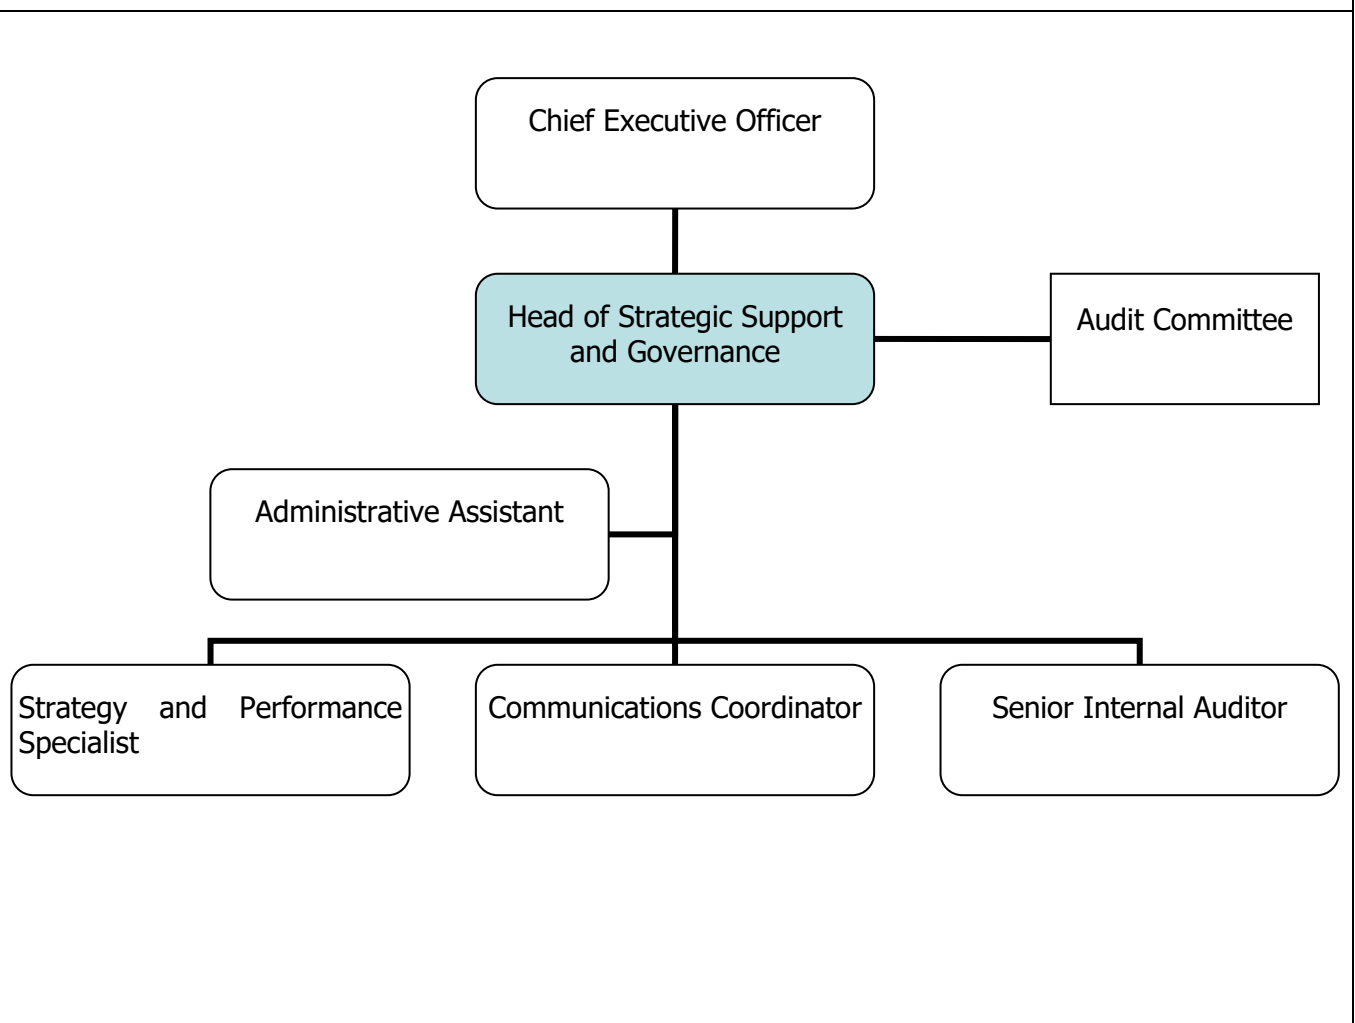 Chief Executive Officer
Head of Strategic Support
and Governance
Audit Committee
Administrative Assistant
Strategy and Performance
Specialist
Communications Coordinator
Senior Internal Auditor